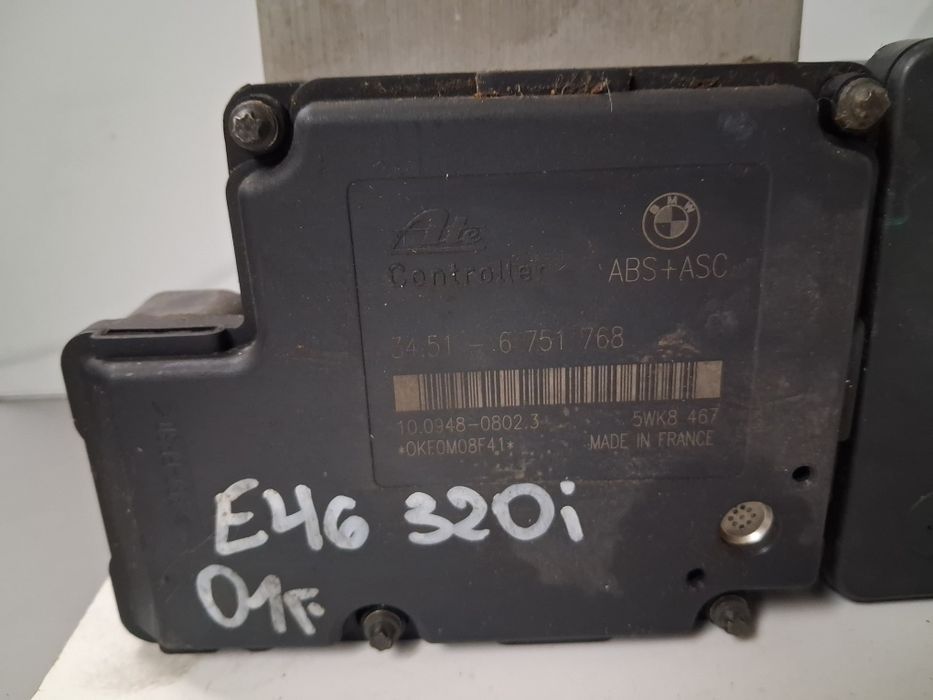 Ate
BMW
Controller
ABS+ASC
34.51 - 6 751 768
10.0948-0802.3
5WK8 467
*0KE0M08F41*
MADE IN FRANCE
E46 320i
01r.